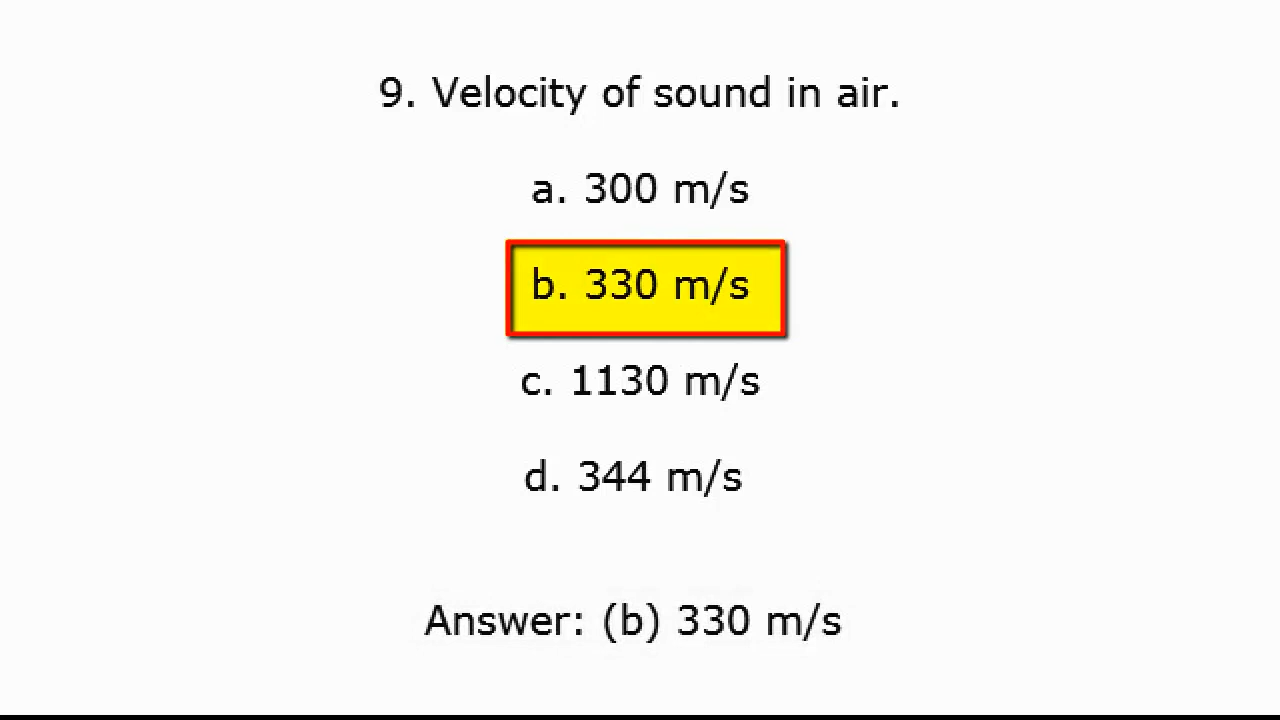 9. Velocity of sound in air.
a. 300 m/s
b. 330 m/s
c. 1130 m/s
d. 344 m/s
Answer: (b) 330 m/s